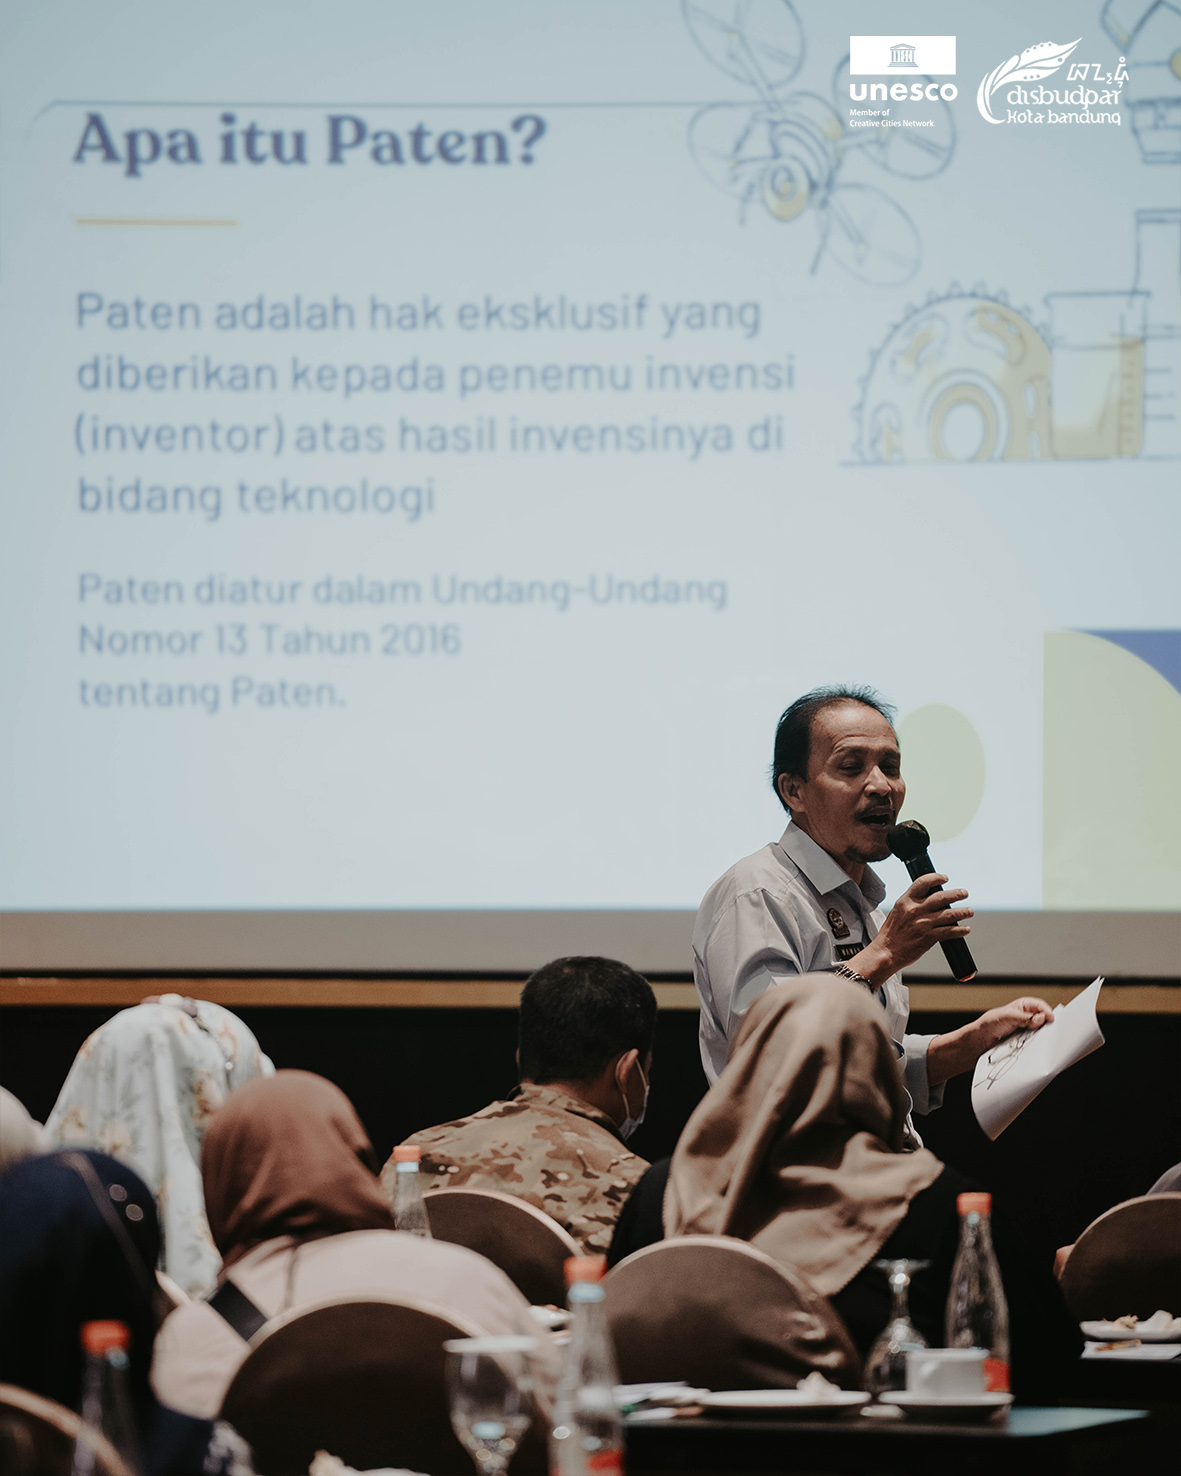 unesco
Member of
Creative Cities Network
disbudpar
kota bandung
Apa itu Paten?
Paten adalah hak eksklusif yang
diberikan kepada penemu invensi
(inventor) atas hasil invensinya di
bidang teknologi
Paten diatur dalam Undang-Undang
Nomor 13 Tahun 2016
tentang Paten.